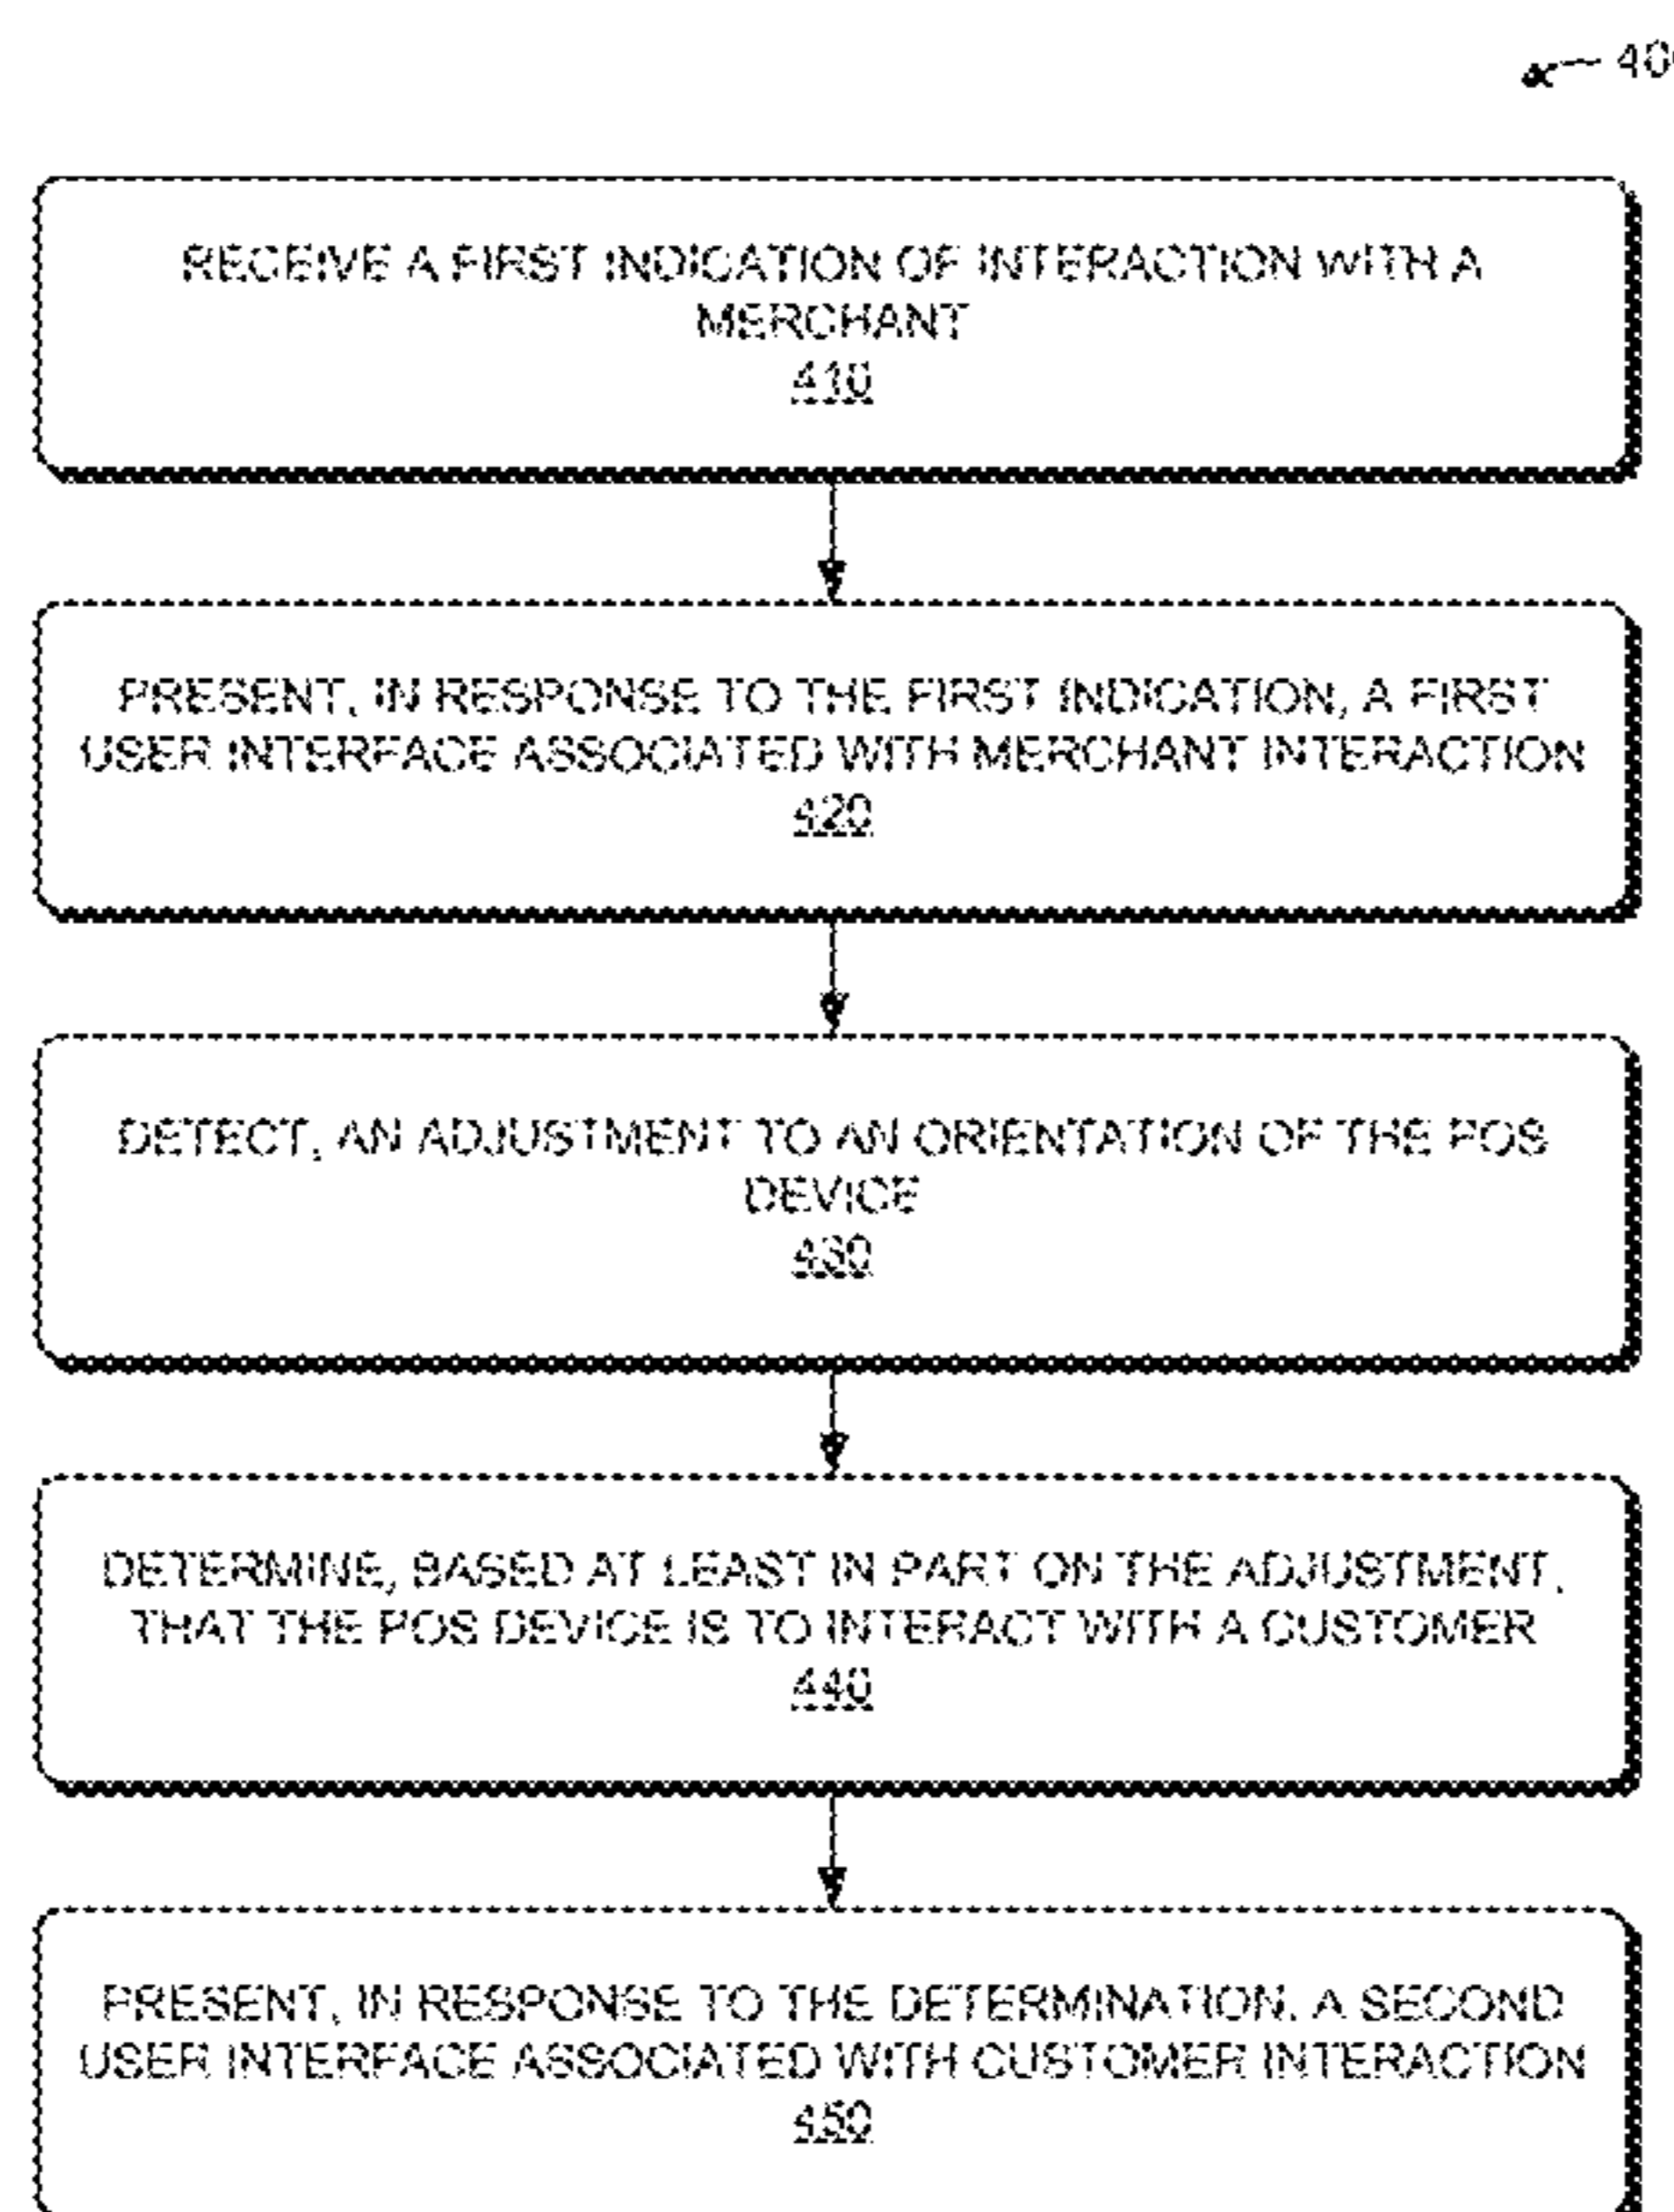 400
RECEIVE A FIRST INDICATION OF INTERACTION WITH A
MERCHANT
410
PRESENT, IN RESPONSE TO THE FIRST INDICATION, A FIRST
USER INTERFACE ASSOCIATED WITH MERCHANT INTERACTION
420
DETECT, AN ADJUSTMENT TO AN ORIENTATION OF THE POS
DEVICE
430
DETERMINE, BASED AT LEAST IN PART ON THE ADJUSTMENT,
THAT THE POS DEVICE IS TO INTERACT WITH A CUSTOMER
440
PRESENT, IN RESPONSE TO THE DETERMINATION, A SECOND
USER INTERFACE ASSOCIATED WITH CUSTOMER INTERACTION
450